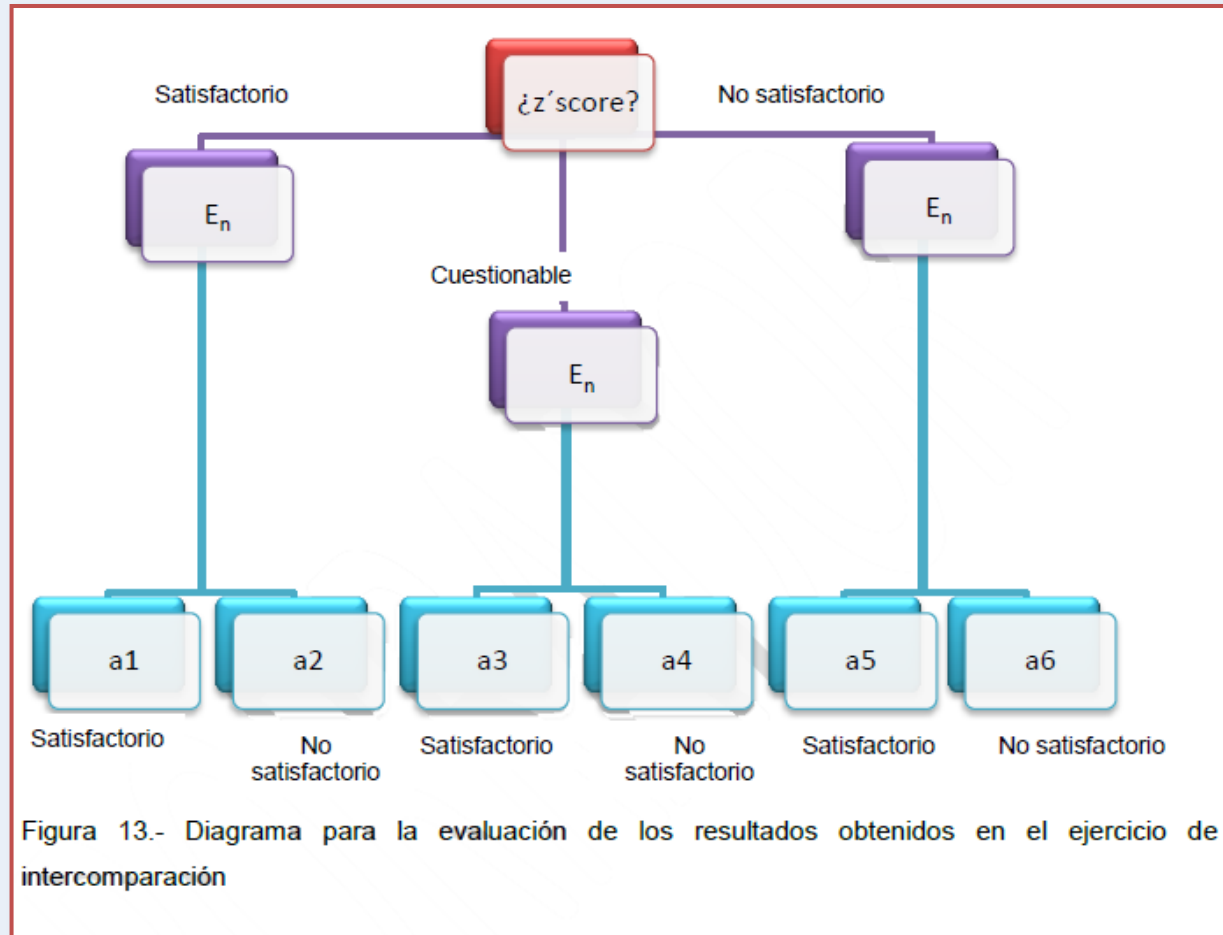 ¿z´score?
Satisfactorio
No satisfactorio
En
En
Cuestionable
En
a1
a2
a3
a4
a5
a6
Satisfactorio
No
satisfactorio
Satisfactorio
No
satisfactorio
Satisfactorio
No satisfactorio
Figura 13.- Diagrama para la evaluación de los resultados obtenidos en el ejercicio de
intercomparación